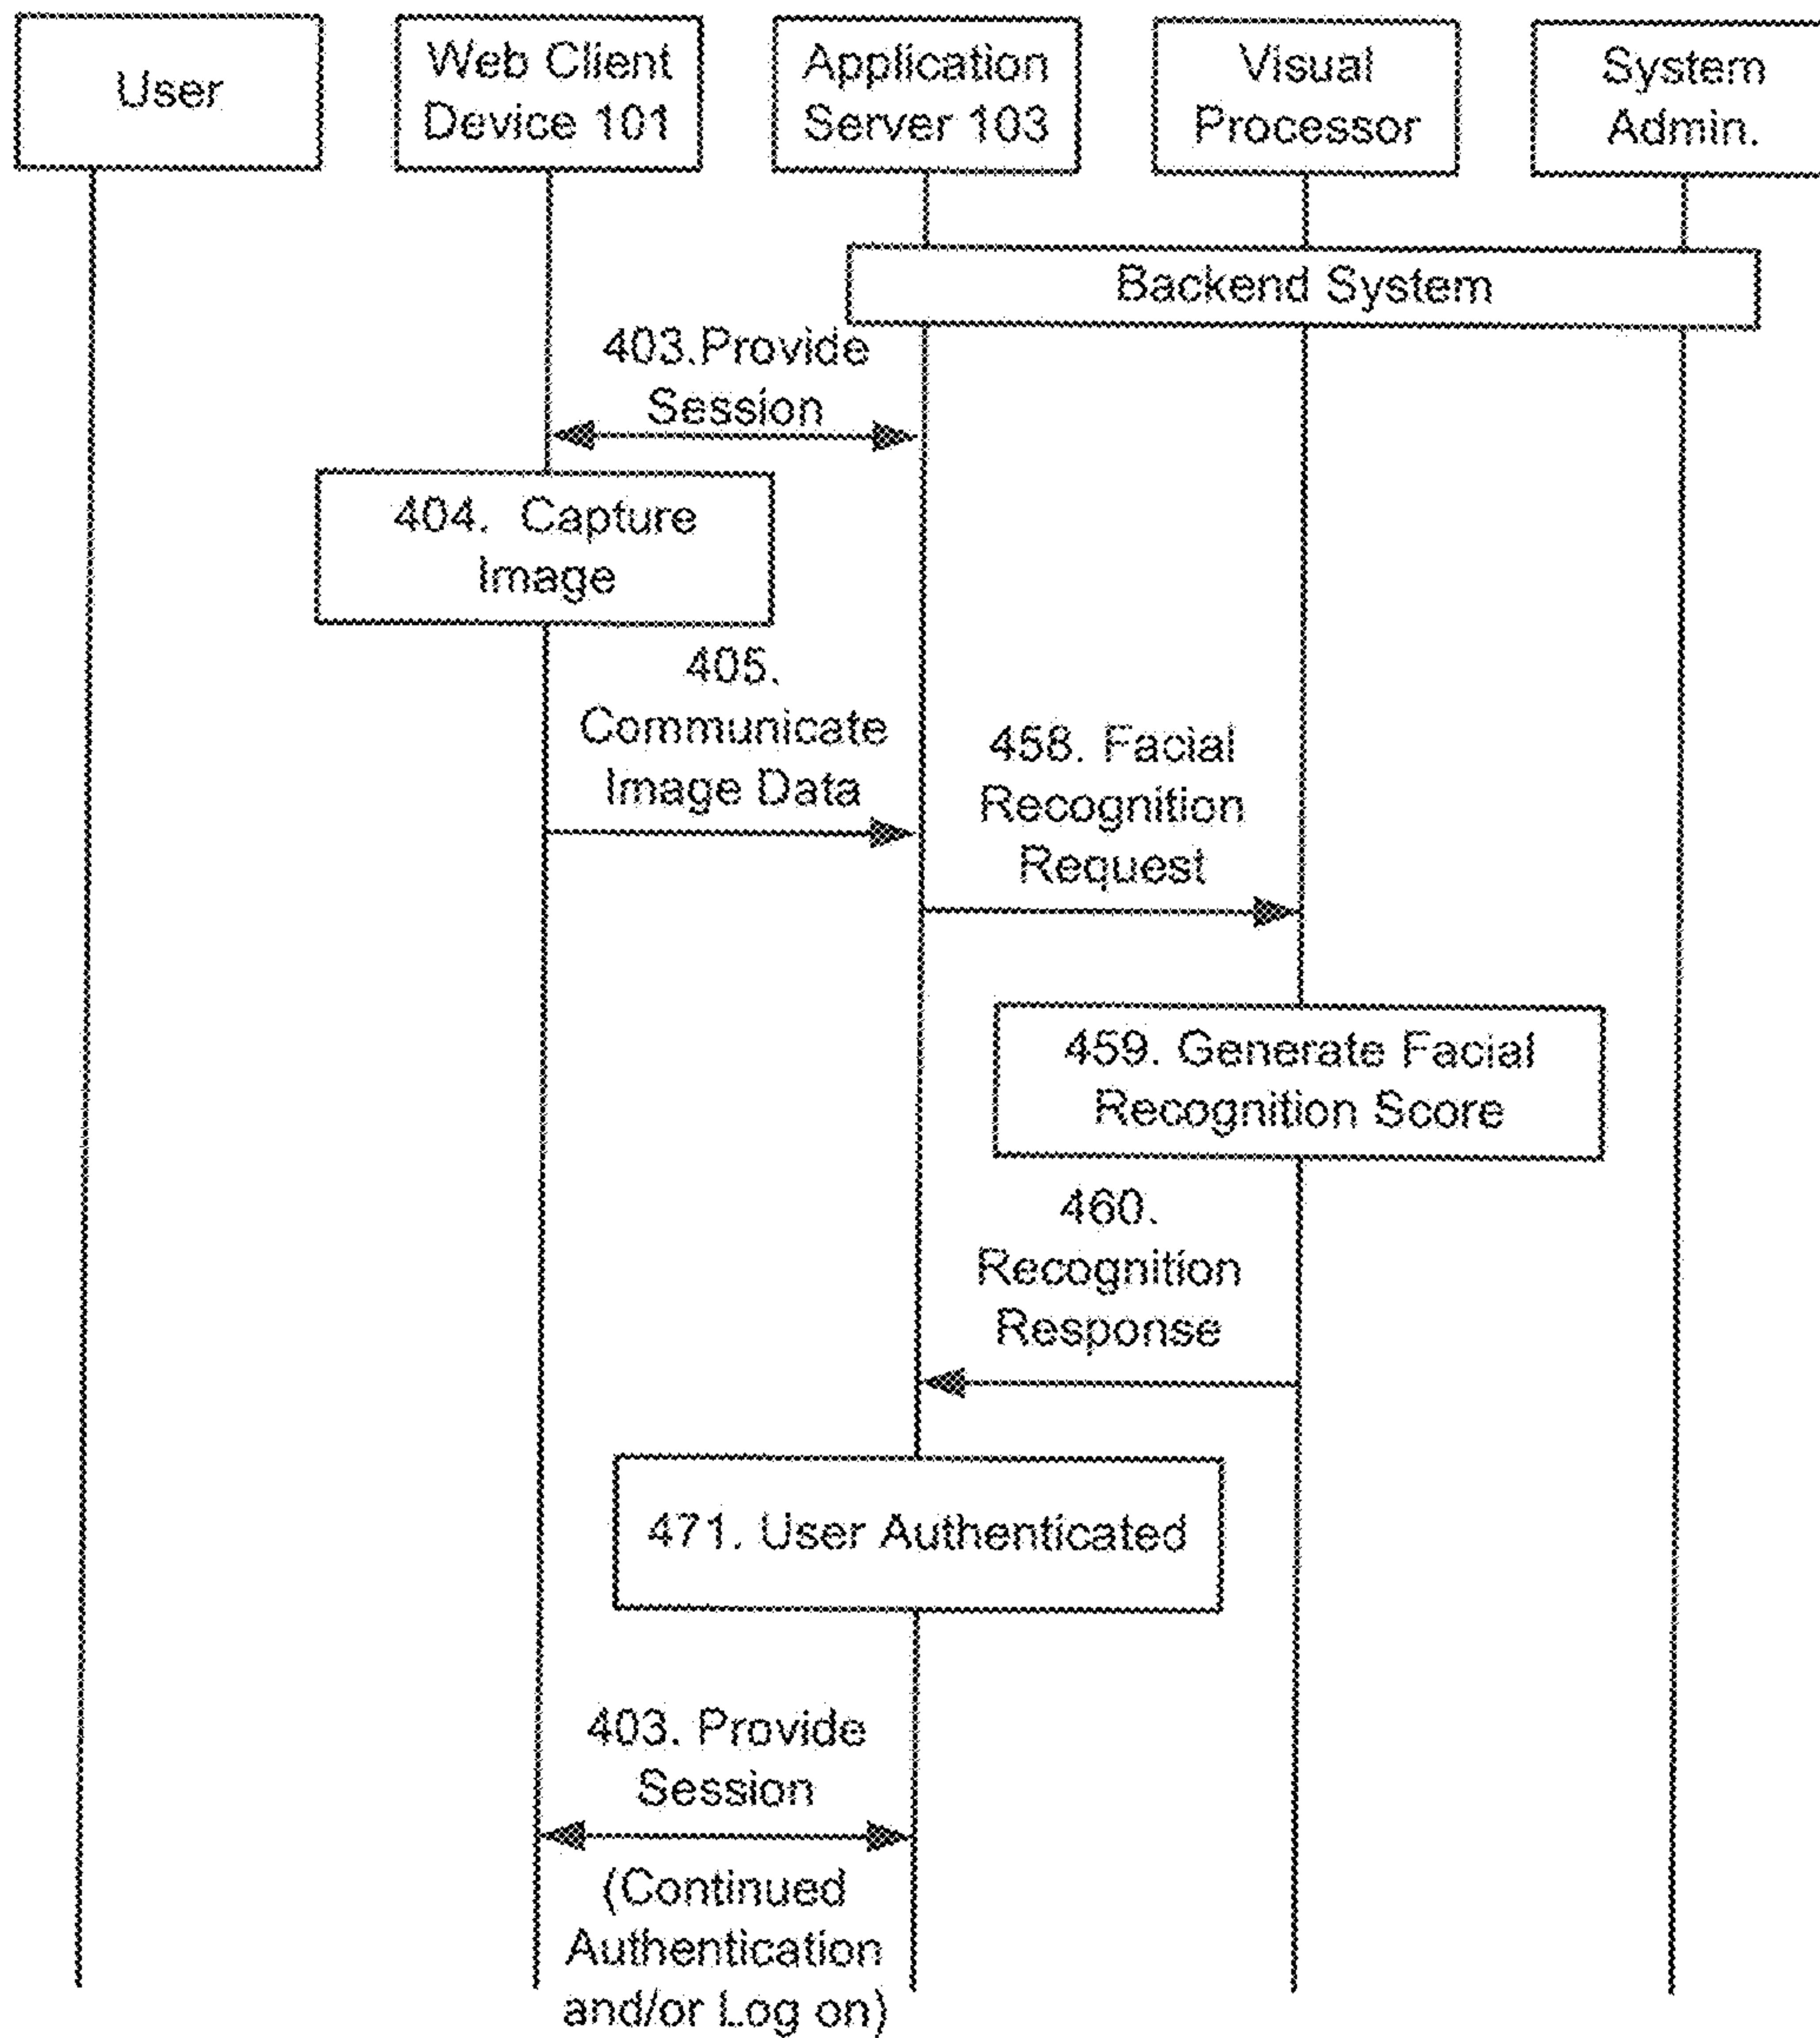 User
Web Client
Device 101
Application
Server 103
Visual
Processor
System
Admin.
Backend System
403.Provide
Session
404. Capture
Image
405.
Communicate
Image Data
458. Facial
Recognition
Request
459. Generate Facial
Recognition Score
460.
Recognition
Response
471. User Authenticated
403. Provide
Session
(Continued
Authentication
and/or Log on)